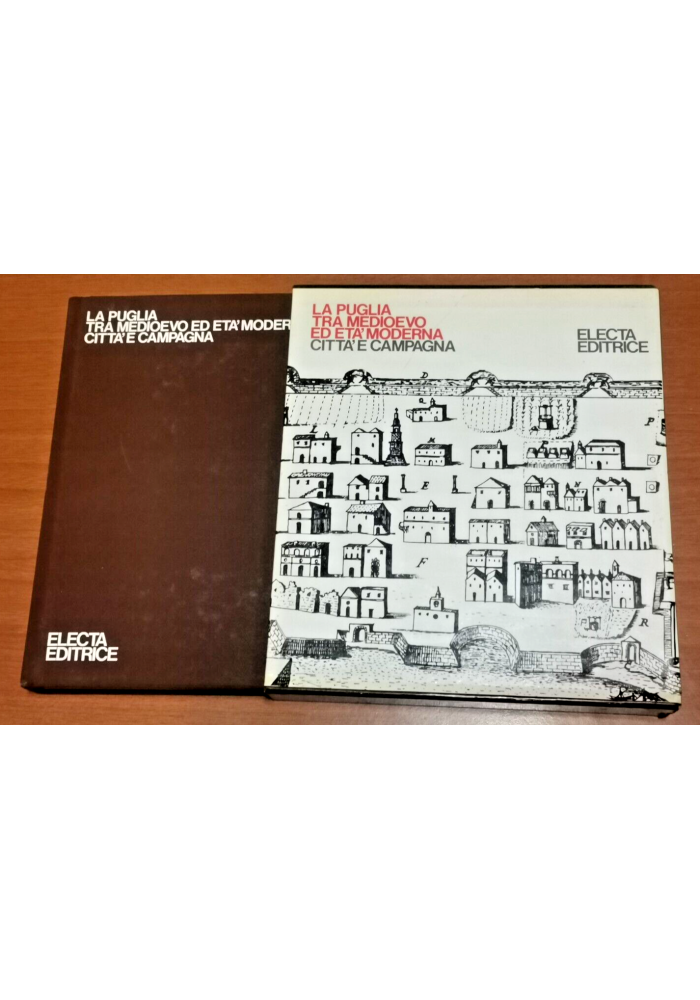 LA PUGLIA
TRA MEDIOEVO ED ETA' MODER
CITTA' E CAMPAGNA
ELECTA
EDITRICE
LA PUGLIA
TRA MEDIOEVO
ED ETA' MODERNA
CITTA' E CAMPAGNA
ELECTA
EDITRICE
D
Q
P
L
M
I
E
N
F
R